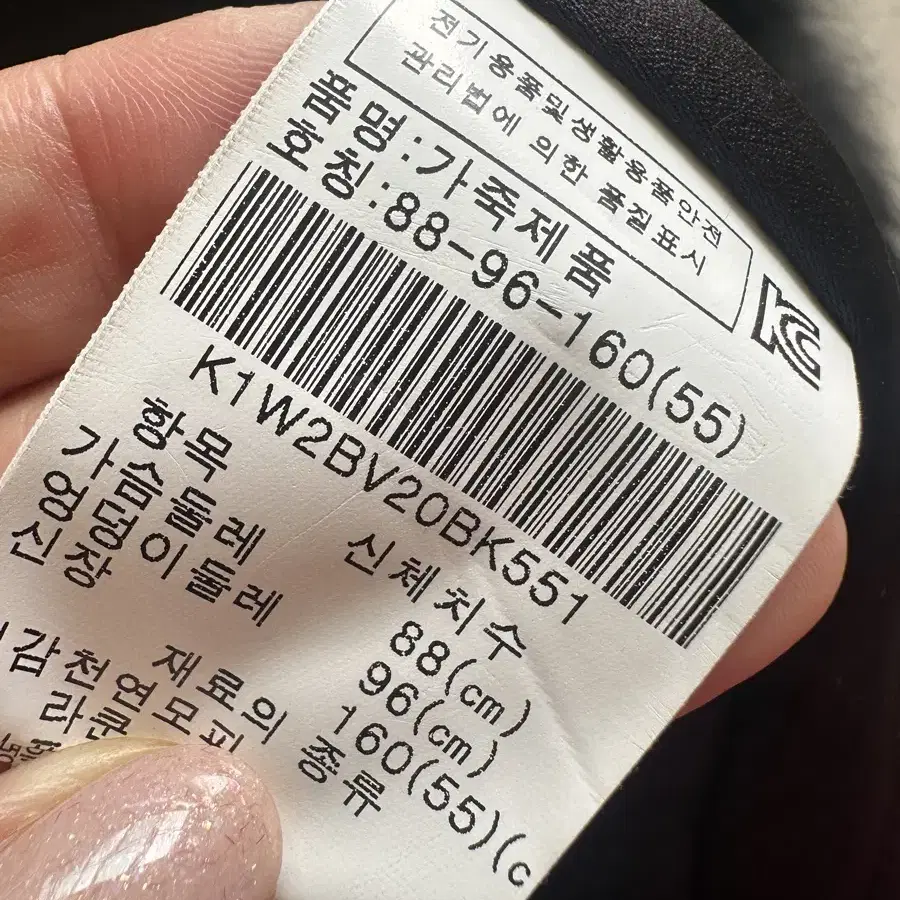 전기용품및생활용품안전
관리법에 의한 품질표시
품명:가죽제품
호칭:88-96-160(55)
K1W2BV20BK551
항목 신체치수
가슴둘레 88(cm)
엉덩이둘레 96(cm)
신장 160(55)(c
재료의 종류
감천연모피
라쿤